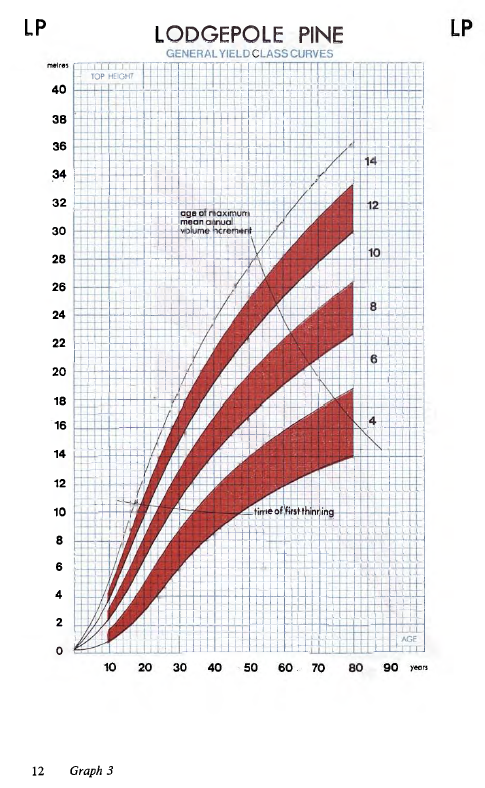 LP
LODGEPOLE PINE
LP
GENERAL YIELD CLASS CURVES
metres
TOP HEIGHT
40
38
36
34
32
30
28
26
24
22
20
18
16
14
12
10
8
6
4
2
0
14
12
10
8
6
4
age of maximum
mean annual
volume increment
time of first thinning
AGE
10 20 30 40 50 60 70 80 90 years
12 Graph 3